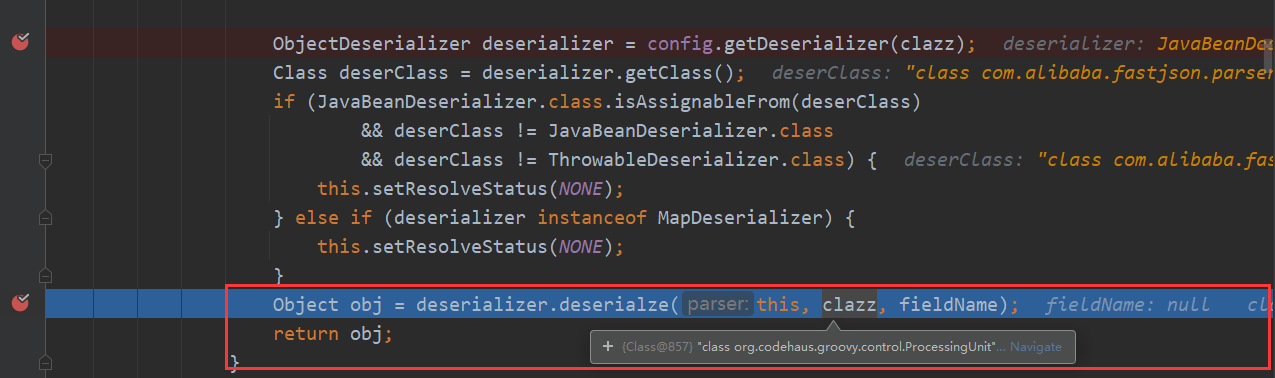 ObjectDeserializer deserializer = config.getDeserializer(clazz); deserializer: JavaBeanDe
Class deserClass = deserializer.getClass(); deserClass: "class com.alibaba.fastjson.parser
if (JavaBeanDeserializer.class.isAssignableFrom(deserClass)
&& deserClass != JavaBeanDeserializer.class
&& deserClass != ThrowableDeserializer.class) { deserClass: "class com.alibaba.fas
this.setResolveStatus(NONE);
} else if (deserializer instanceof MapDeserializer) {
this.setResolveStatus(NONE);
}
Object obj = deserializer.deserialze( parser: this, clazz, fieldName); fieldName: null cla
return obj;
+ {Class@857} "class org.codehaus.groovy.control.ProcessingUnit"... Navigate
}